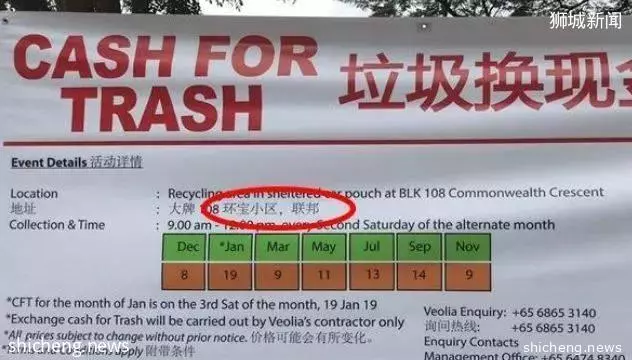 狮城新闻
CASH FOR
TRASH
垃圾换现金
Event Details 活动详情
Location : Recycling area in sheltered car pouch at BLK 108 Commonwealth Crescent
地址 : 大牌 108 环宝小区，联邦
Collection & Time : 9.00 am - 12.00 pm, every Second Saturday of the alternate month
Dec *Jan Mar May Jul Sep Nov
8 19 9 11 13 14 9
*CFT for the month of Jan is on the 3rd Sat of the month, 19 Jan 19
*Exchange cash for Trash will be carried out by Veolia's contractor only
*All prices subject to change without prior notice. 价格可能会有所变化。
apply 附带条件
Veolia Enquiry: +65 6865 3140
询问热线: +65 6865 3140
Enquiry Contacts
Management Office:
shicheng.news
shicheng.news